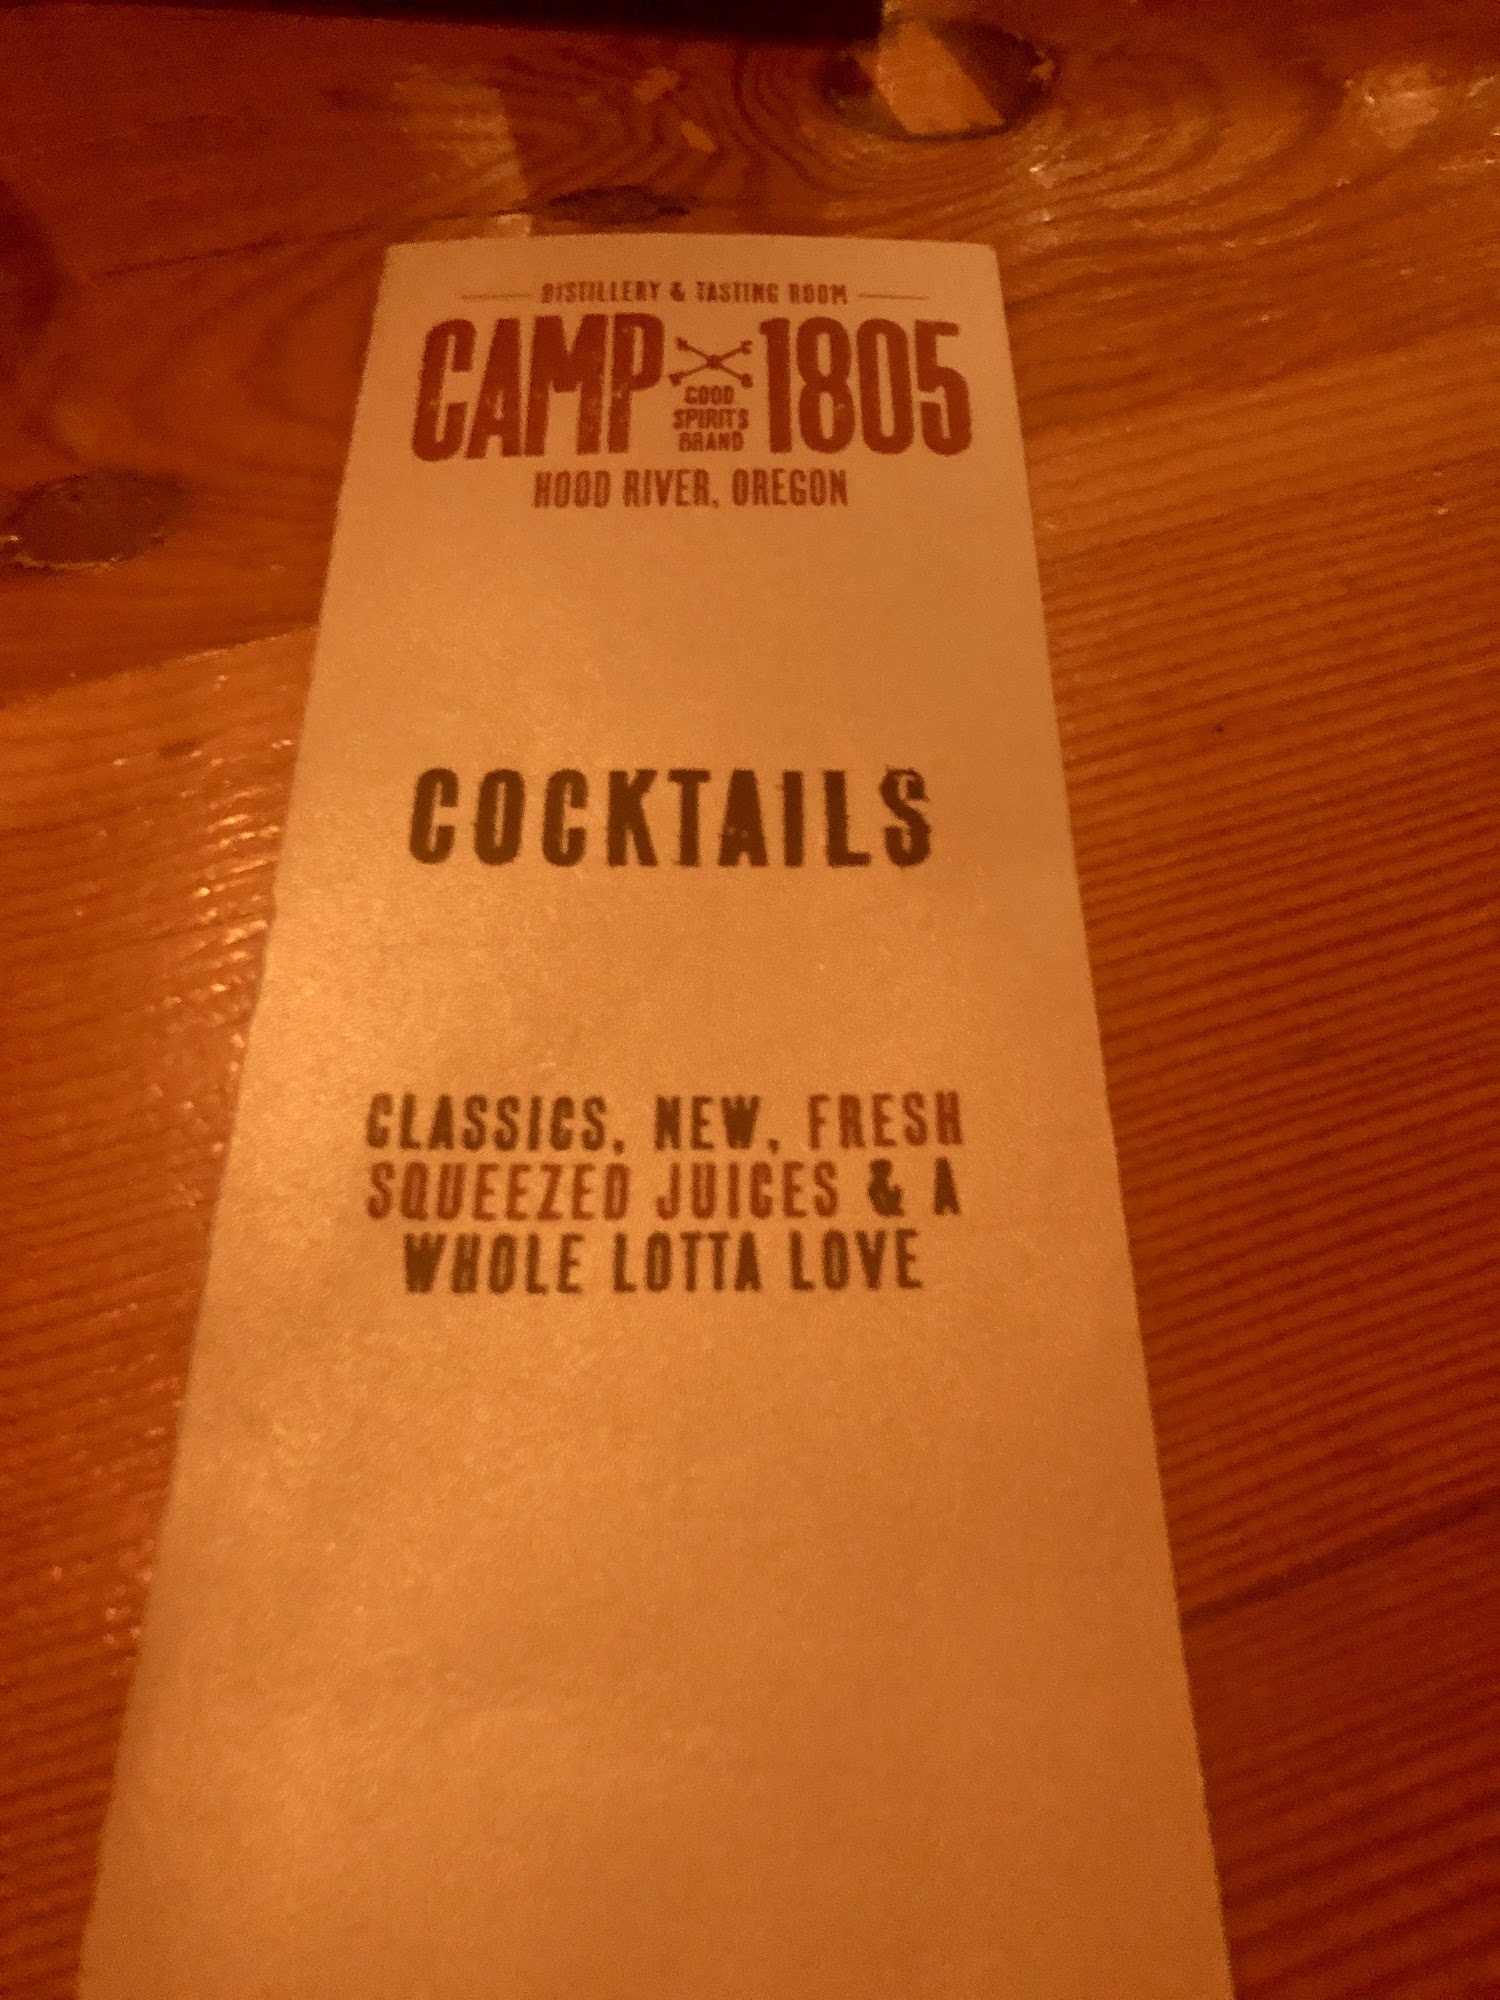 DISTILLERY & TASTING ROOM
CAMP 1805
GOOD
SPIRITS
BRAND
HOOD RIVER, OREGON
COCKTAILS
CLASSICS, NEW, FRESH
SQUEEZED JUICES & A
WHOLE LOTTA LOVE